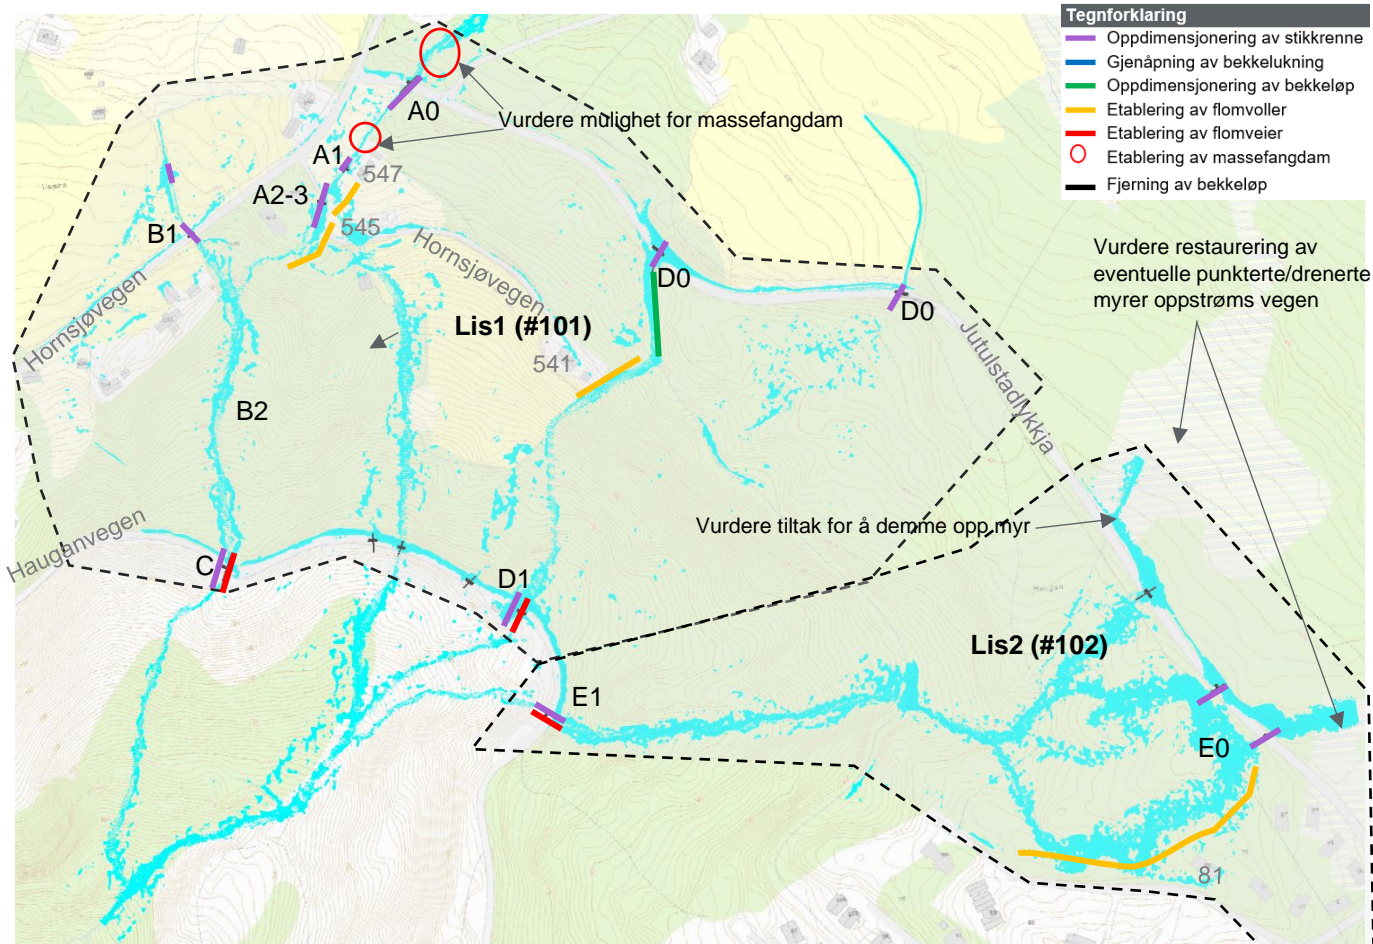 Tegnforklaring
Oppdimensjonering av stikkrenne
Gjenåpning av bekkelukning
Oppdimensjonering av bekkeløp
Etablering av flomvoller
Etablering av flomveier
Etablering av massefangdam
Fjerning av bekkeløp
A0
Vurdere mulighet for massefangdam
A1
547
A2-3
545
B1
Hornsjøvegen
Hornsjøvegen
D0
D0
Vurdere restaurering av
eventuelle punkterte/drenerte
myrer oppstrøms vegen
Lis1 (#101)
541
Jutulstadlykkja
B2
Hauganvegen
Vurdere tiltak for å demme opp myr
C
D1
Lis2 (#102)
E1
E0
81